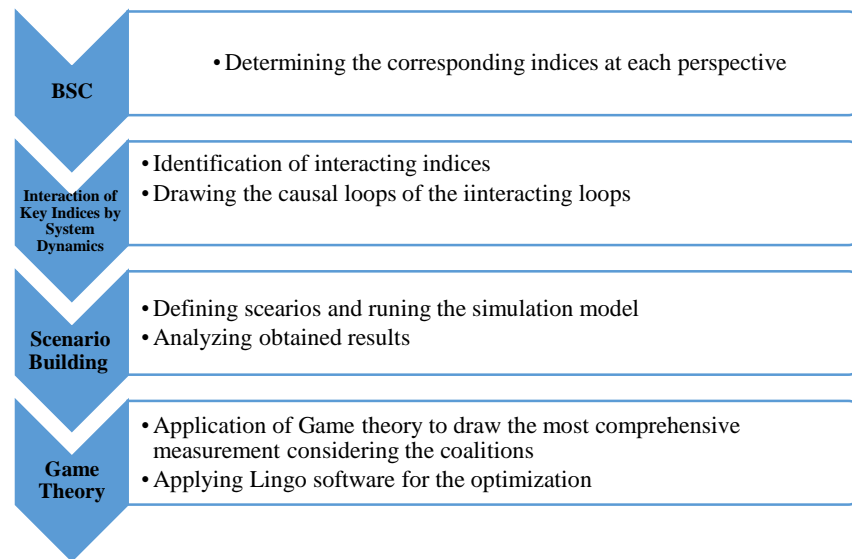 BSC
• Determining the corresponding indices at each perspective
Interaction of
Key Indices by
System
Dynamics
• Identification of interacting indices
• Drawing the causal loops of the iinteracting loops
Scenario
Building
• Defining scearios and runing the simulation model
• Analyzing obtained results
Game
Theory
• Application of Game theory to draw the most comprehensive
measurement considering the coalitions
• Applying Lingo software for the optimization